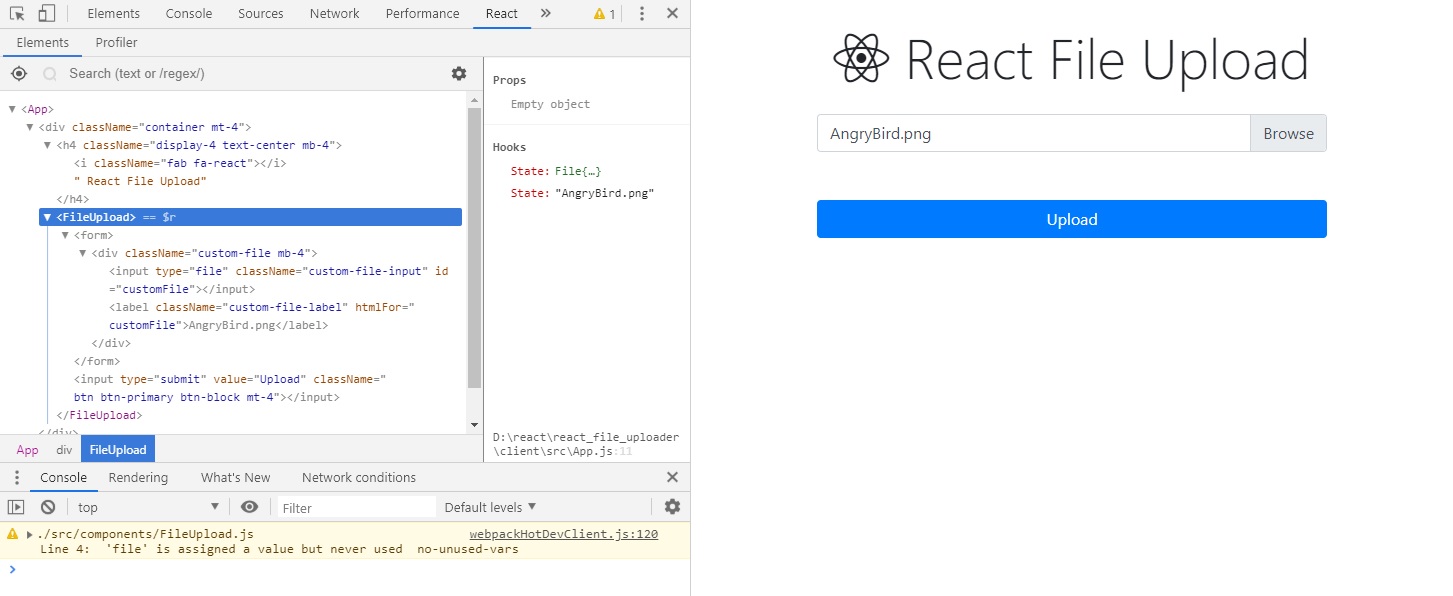 Elements Console Sources Network Performance React » 1
Elements Profiler
Search (text or /regex/)
▼ <App>
▼ <div className="container mt-4">
▼ <h4 className="display-4 text-center mb-4">
<i className="fab fa-react"></i>
" React File Upload"
</h4>
▼ <FileUpload> == $r
▼ <form>
▼ <div className="custom-file mb-4">
<input type="file" className="custom-file-input" id
="customFile"></input>
<label className="custom-file-label" htmlFor="
customFile">AngryBird.png</label>
</div>
</form>
<input type="submit" value="Upload" className="
btn btn-primary btn-block mt-4"></input>
</FileUpload>
</div>
App div FileUpload
Props
Empty object
Hooks
State: File{…}
State: "AngryBird.png"
D:\react\react_file_uploader
\client\src\App.js:11
Console Rendering What's New Network conditions
top ▼ Filter Default levels ▼
▶ ./src/components/FileUpload.js webpackHotDevClient.js:120
Line 4: 'file' is assigned a value but never used no-unused-vars
>
React File Upload
AngryBird.png Browse
Upload